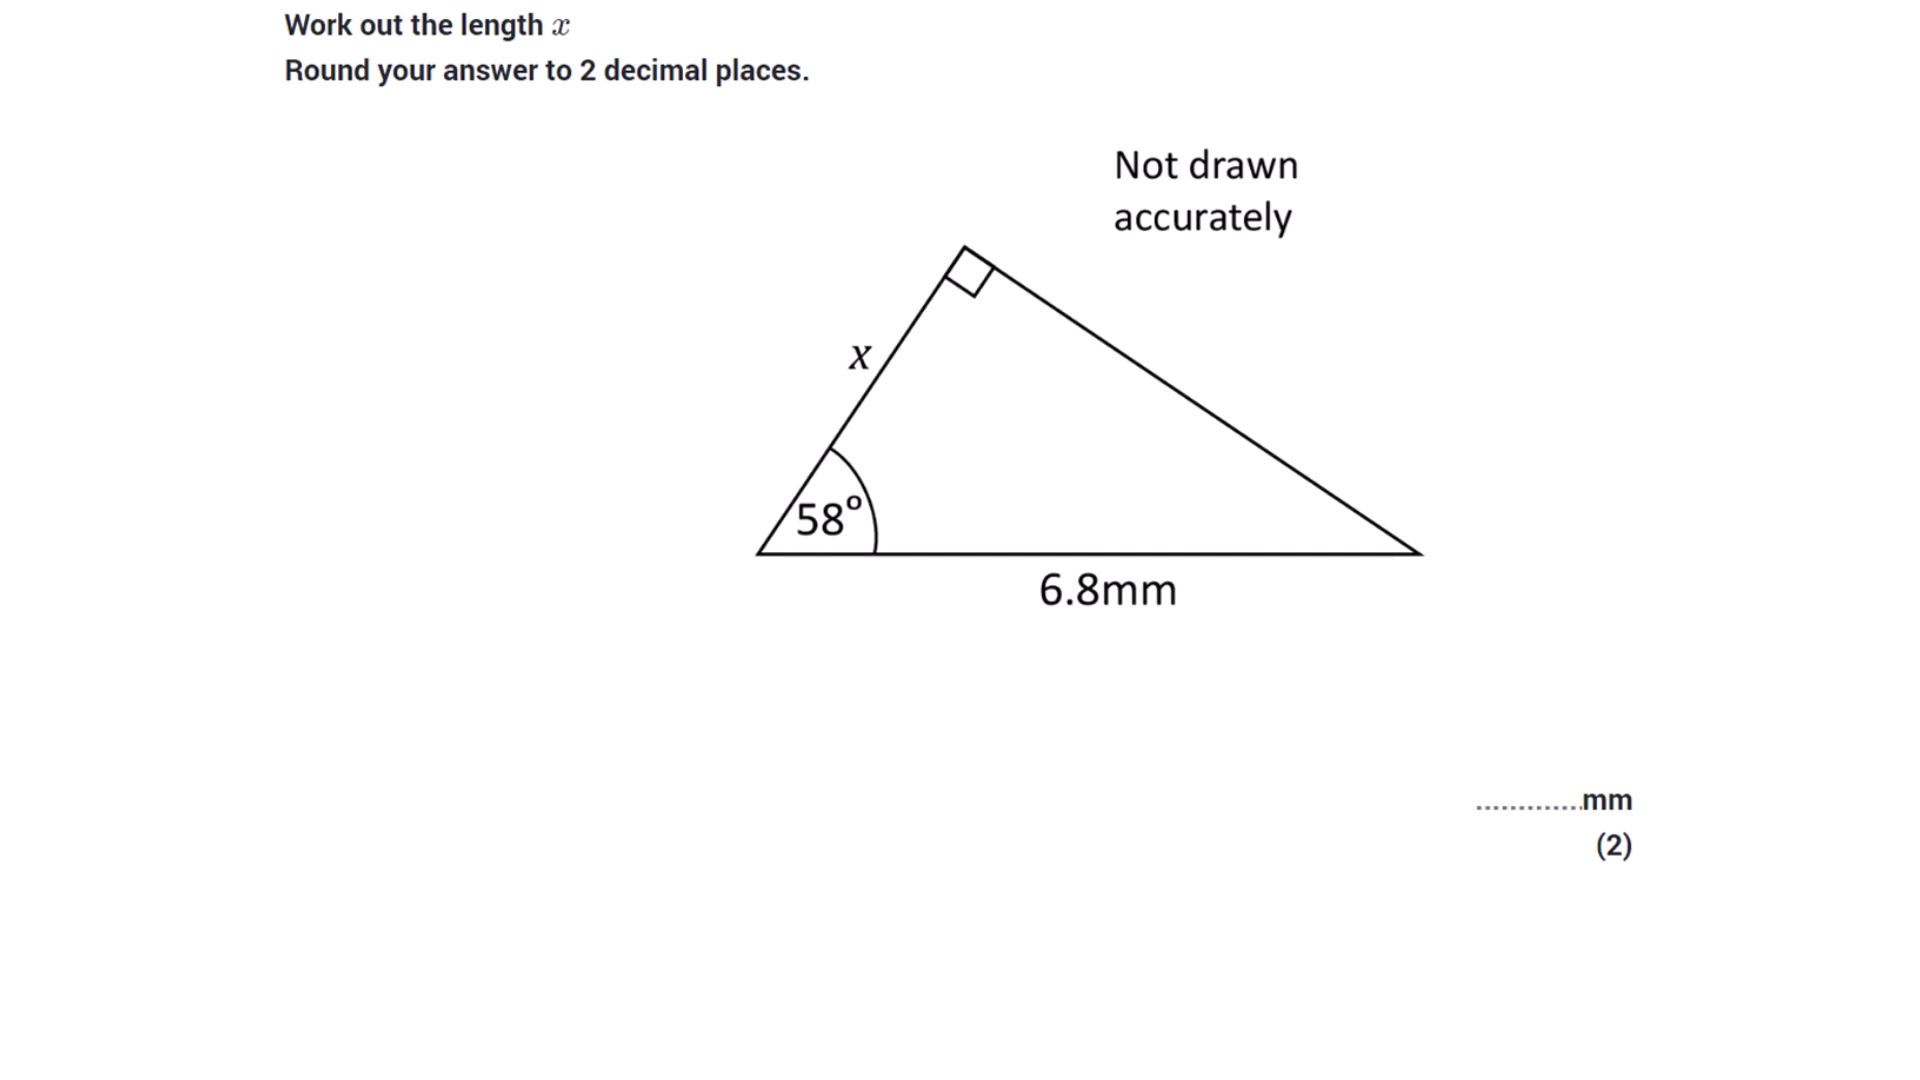 Work out the length x
Round your answer to 2 decimal places.
Not drawn
accurately
x
58°
6.8mm
.............mm
(2)